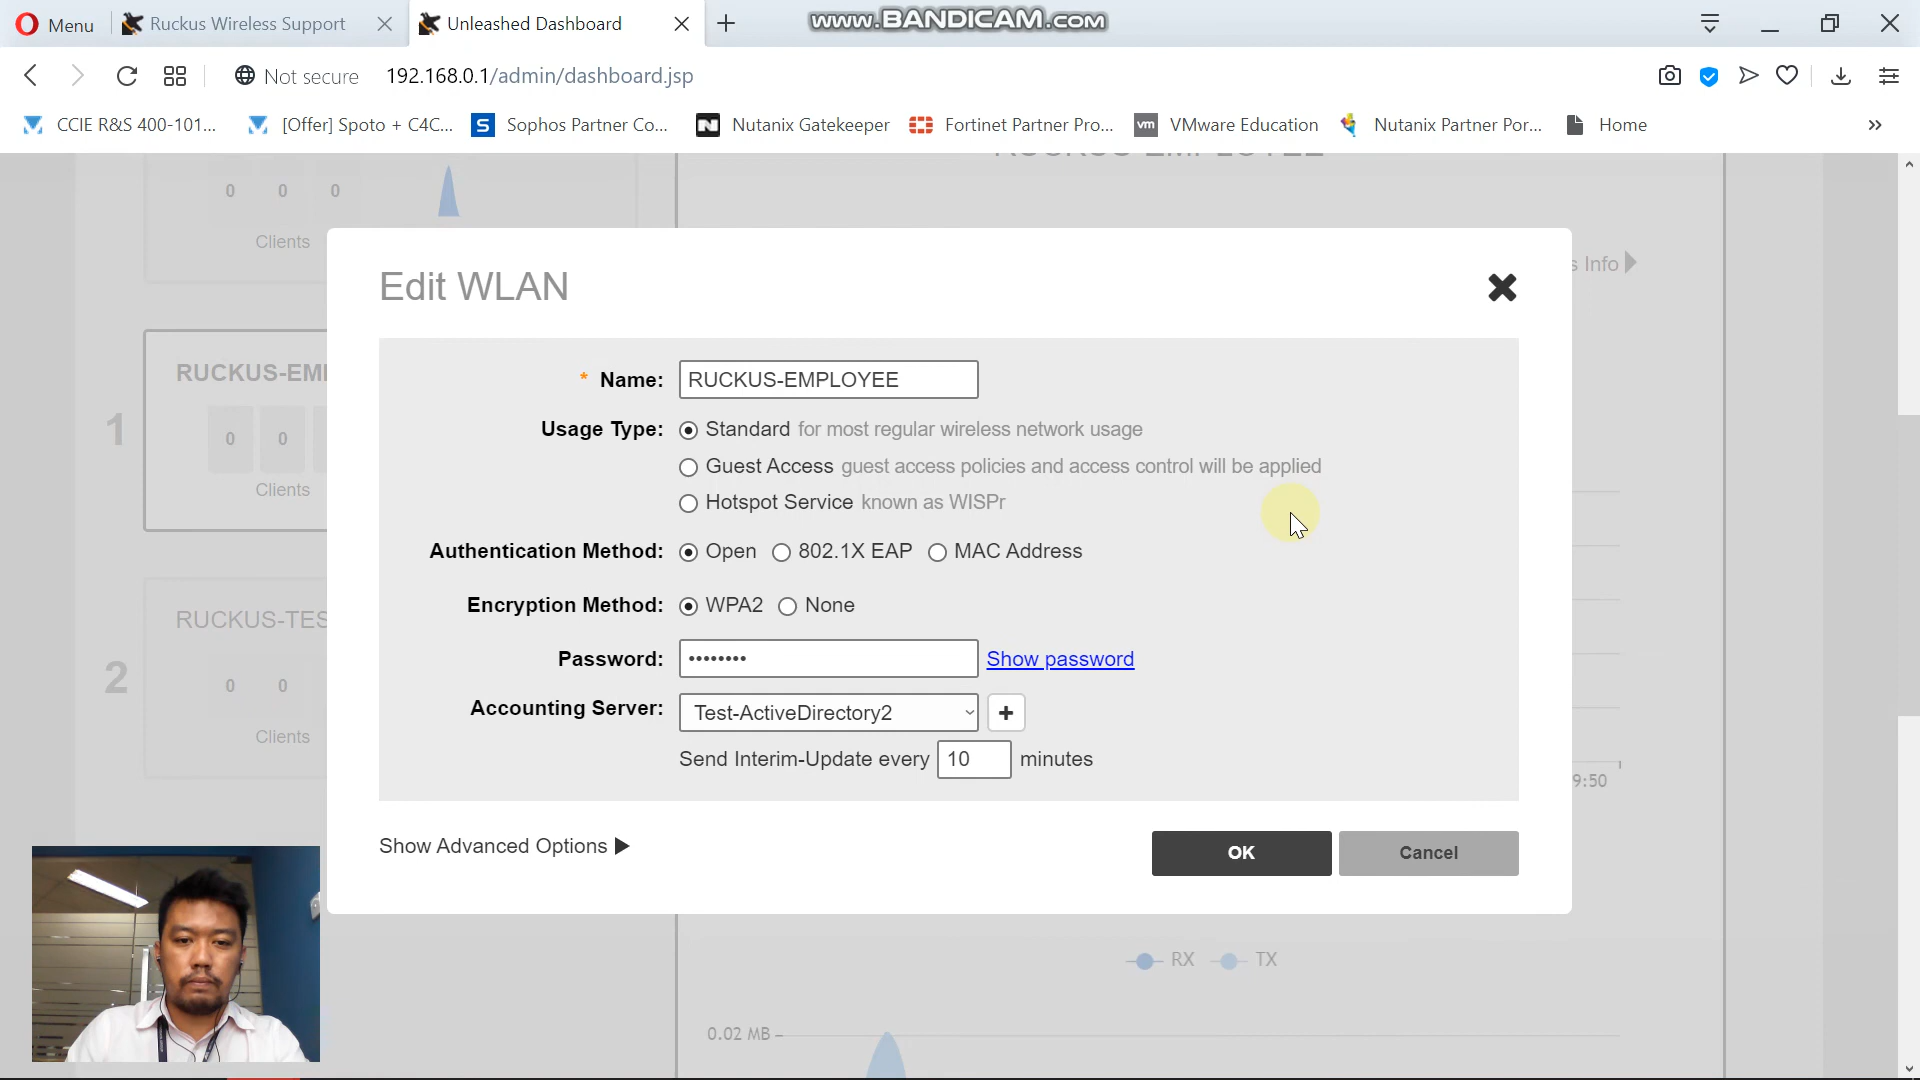 Menu
Ruckus Wireless Support
Unleashed Dashboard
www.BANDICAM.com
Not secure
192.168.0.1/admin/dashboard.jsp
CCIE R&S 400-101...
[Offer] Spoto + C4C...
Sophos Partner Co...
Nutanix Gatekeeper
Fortinet Partner Pro...
VMware Education
Nutanix Partner Por...
Home
0 0 0
Clients
s Info
Edit WLAN
RUCKUS-EM
1
0 0
Clients
RUCKUS-TES
2
0 0
Clients
* Name: RUCKUS-EMPLOYEE
Usage Type: Standard for most regular wireless network usage
Guest Access guest access policies and access control will be applied
Hotspot Service known as WISPr
Authentication Method: Open 802.1X EAP MAC Address
Encryption Method: WPA2 None
Password: •••••••• Show password
Accounting Server: Test-ActiveDirectory2 +
Send Interim-Update every 10 minutes
9:50
Show Advanced Options
OK
Cancel
RX TX
0.02 MB